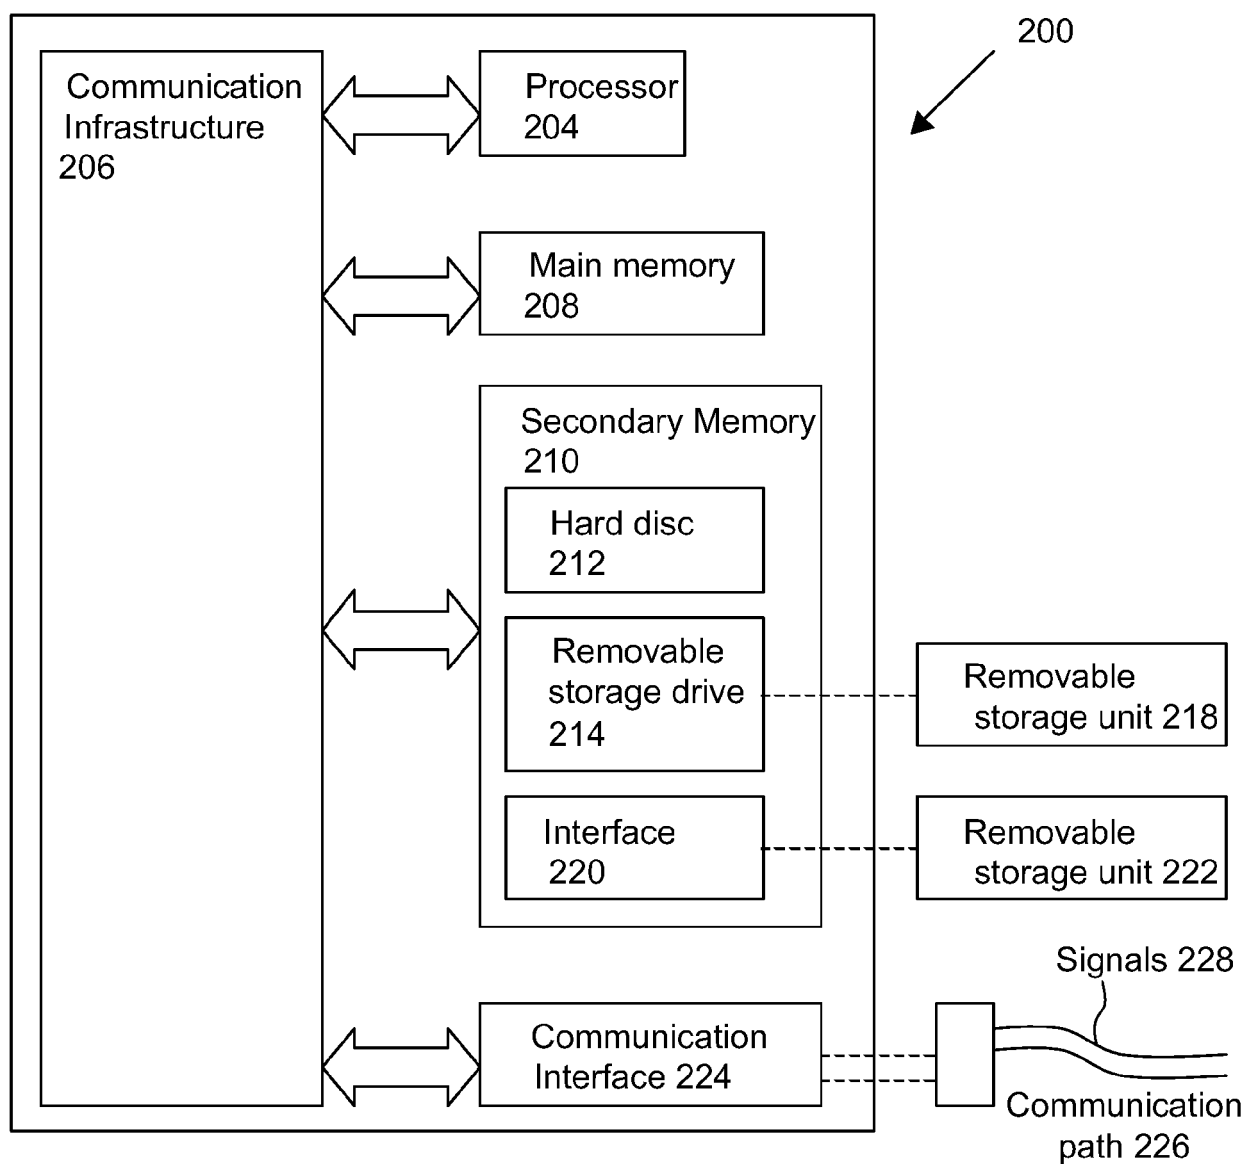 200
Communication
Infrastructure
206
Processor
204
Main memory
208
Secondary Memory
210
Hard disc
212
Removable
storage drive
214
Removable
storage unit 218
Interface
220
Removable
storage unit 222
Signals 228
Communication
Interface 224
Communication
path 226